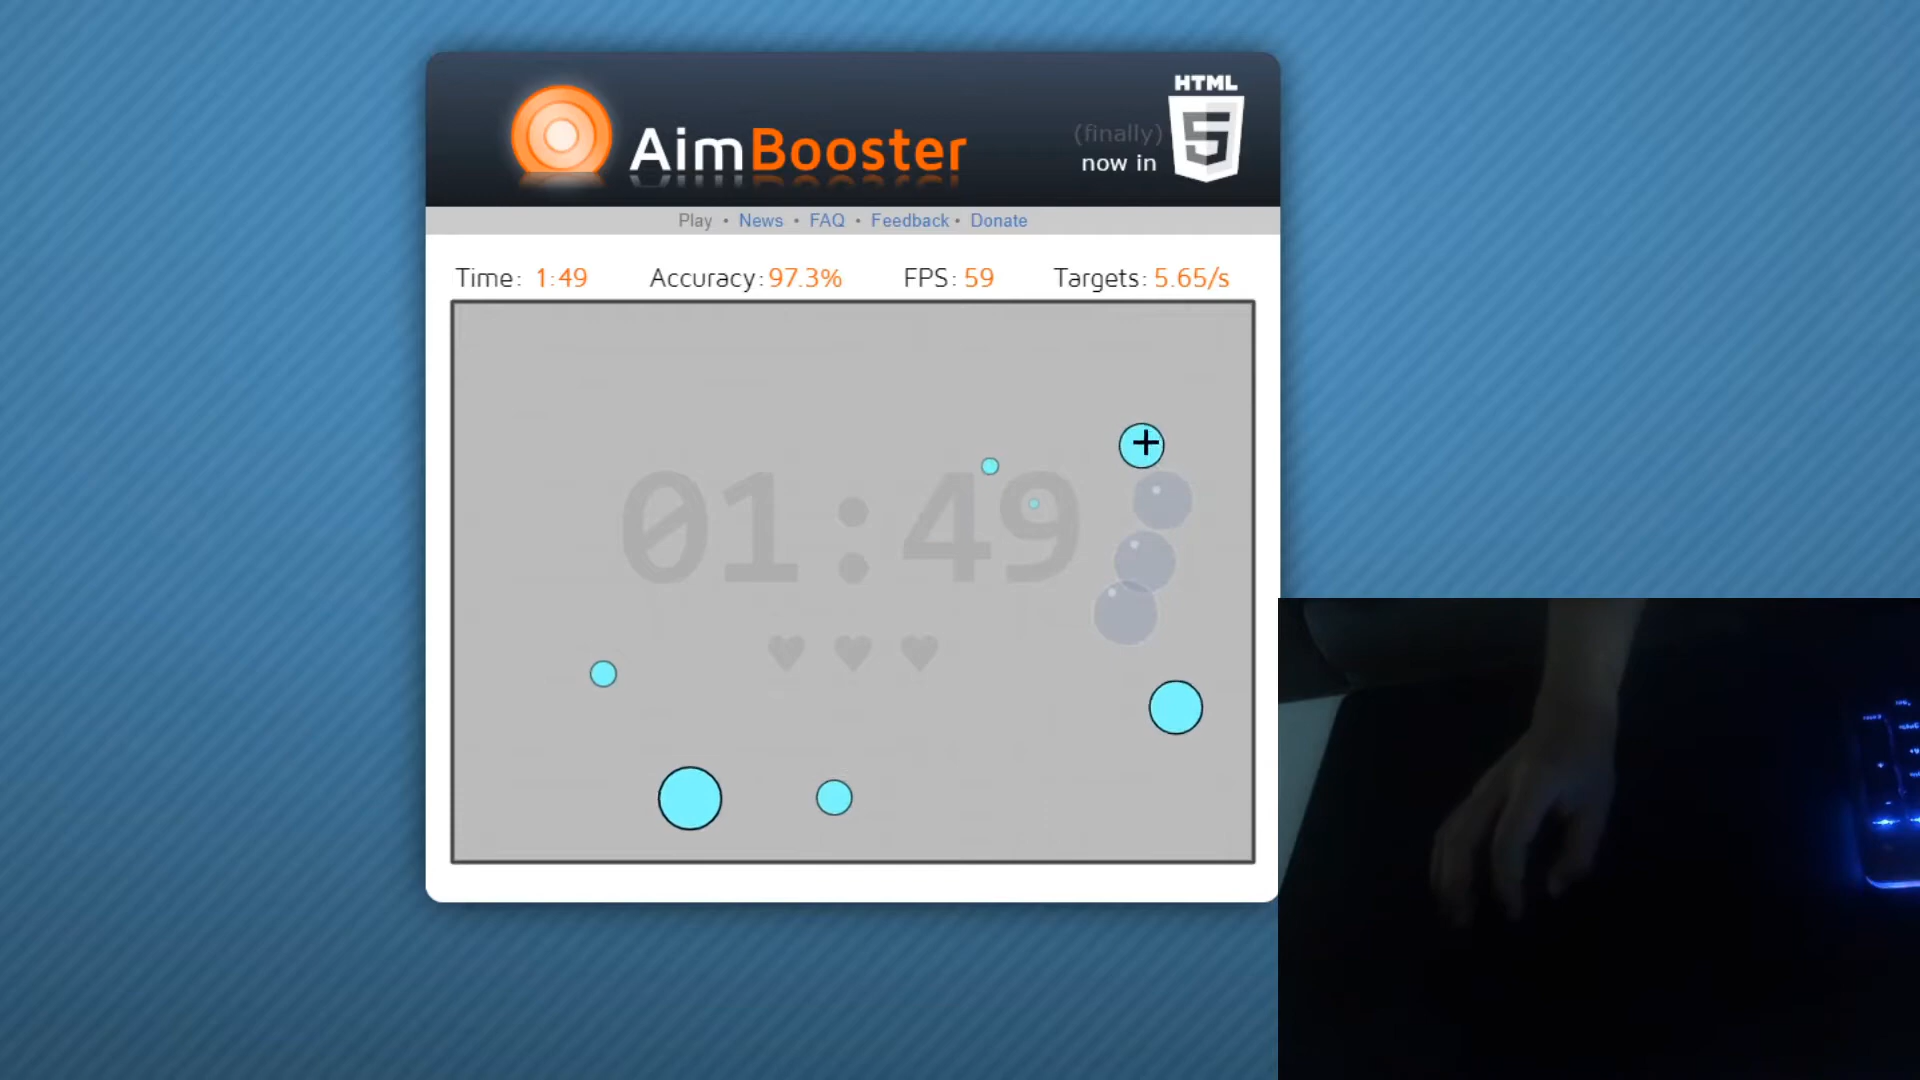 HTML
5
(finally)
now in
AimBooster
Play • News • FAQ • Feedback • Donate
Time: 1:49 Accuracy: 97.3% FPS: 59 Targets: 5.65/s
01:49